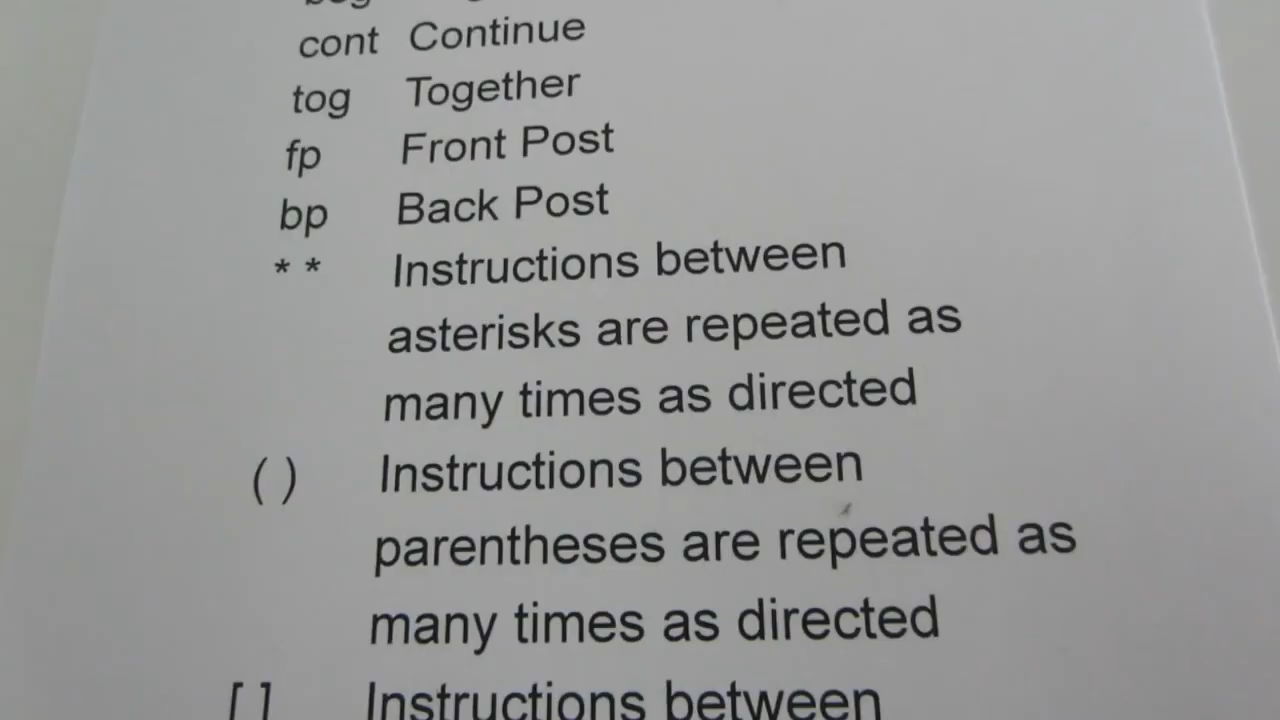 cont Continue
tog Together
fp Front Post
bp Back Post
* * Instructions between
asterisks are repeated as
many times as directed
( ) Instructions between
parentheses are repeated as
many times as directed
[ ] Instructions between